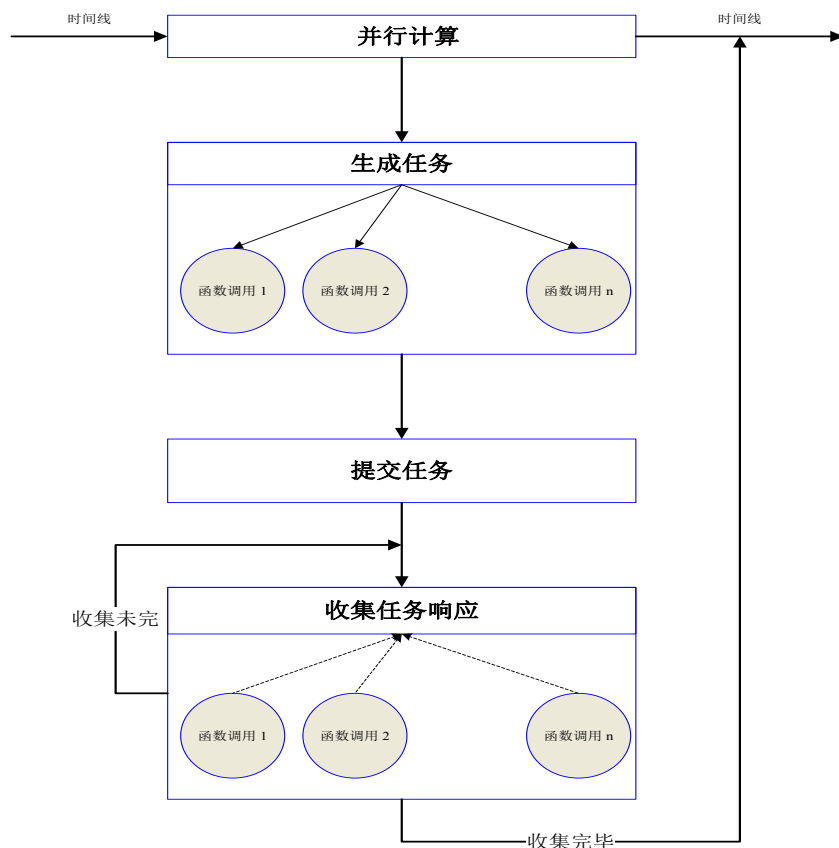 时间线
并行计算
时间线
生成任务
函数调用 1
函数调用 2
函数调用 n
提交任务
收集任务响应
收集未完
函数调用 1
函数调用 2
函数调用 n
收集完毕